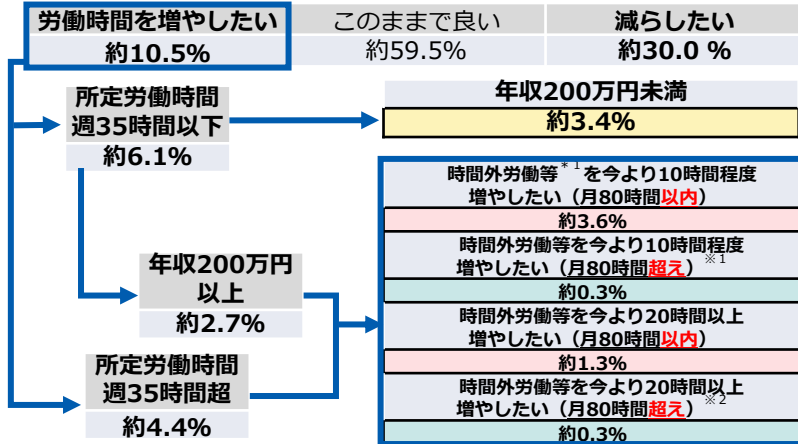 労働時間を増やしたい
約10.5%
このままで良い
約59.5%
減らしたい
約30.0 %
所定労働時間
週35時間以下
約6.1%
年収200万円未満
約3.4%
時間外労働等＊１を今より10時間程度
増やしたい（月80時間以内）
約3.6%
時間外労働等を今より10時間程度
増やしたい（月80時間超え）※１
約0.3%
年収200万円
以上
約2.7%
時間外労働等を今より20時間以上
増やしたい（月80時間以内）
約1.3%
所定労働時間
週35時間超
約4.4%
時間外労働等を今より20時間以上
増やしたい（月80時間超え）※２
約0.3%